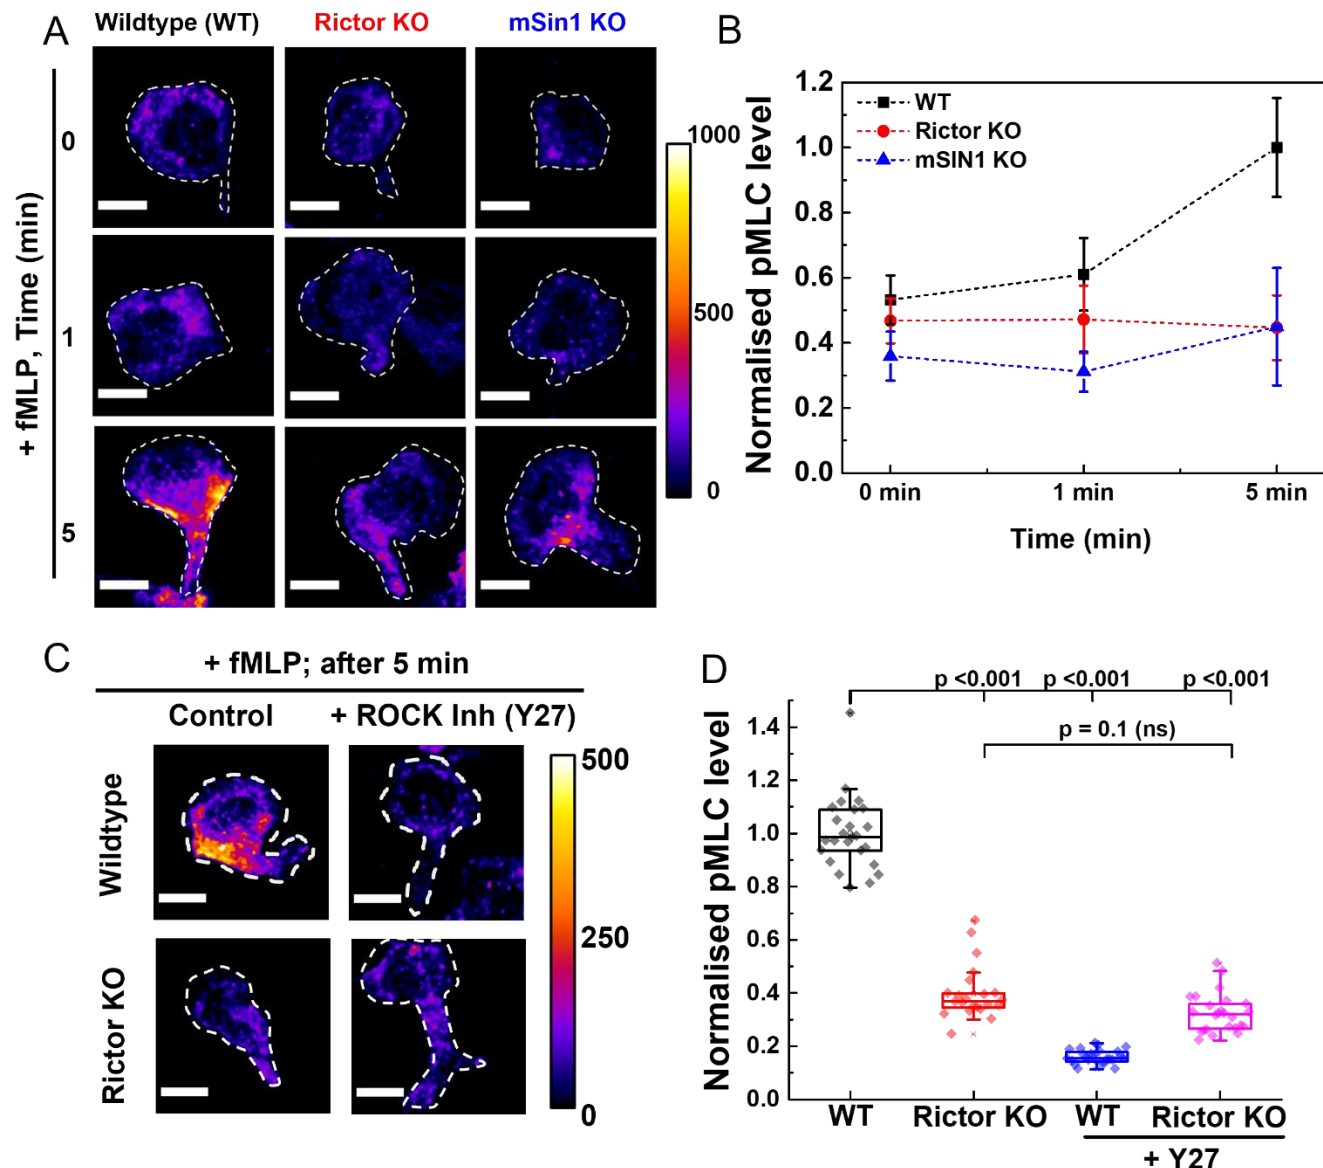 A
Wildtype (WT)
Rictor KO
mSin1 KO
+ fMLP, Time (min)
0
1
5
1000
500
0
B
Normalised pMLC level
1.2
1.0
0.8
0.6
0.4
0.2
0.0
WT
Rictor KO
mSIN1 KO
0 min
1 min
5 min
Time (min)
C
+ fMLP; after 5 min
Control
+ ROCK Inh (Y27)
Wildtype
Rictor KO
500
250
0
D
p <0.001
p <0.001
p <0.001
p = 0.1 (ns)
Normalised pMLC level
1.4
1.2
1.0
0.8
0.6
0.4
0.2
0.0
WT
Rictor KO
WT
Rictor KO
+ Y27